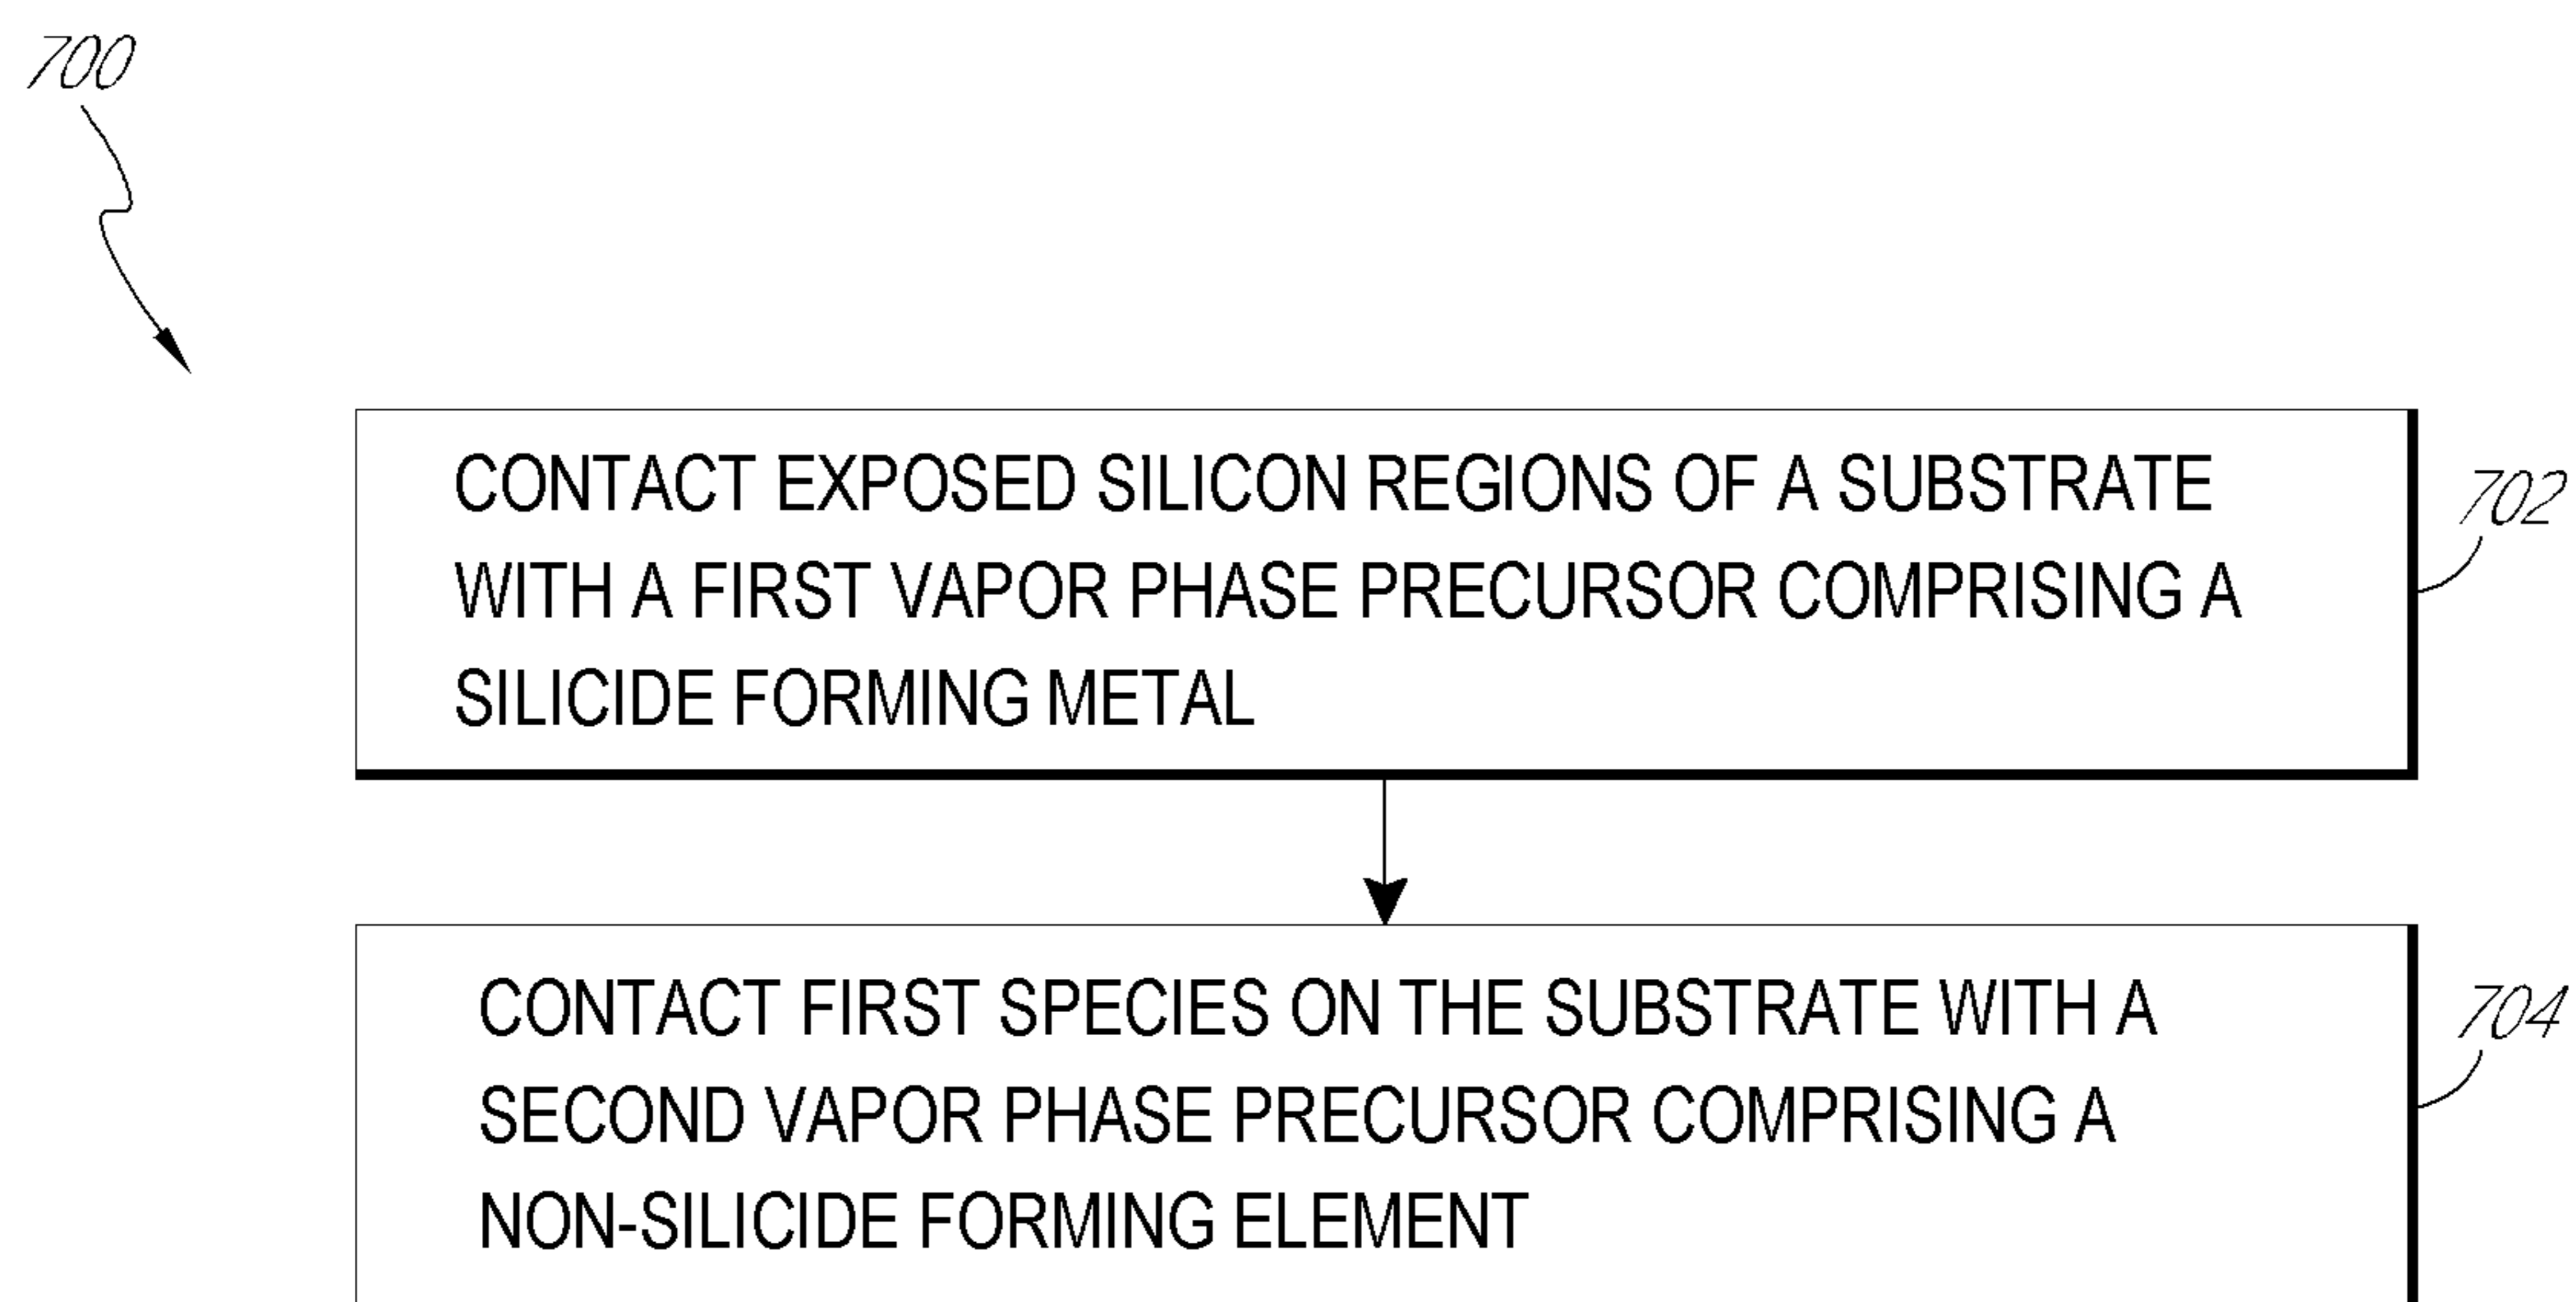 700
CONTACT EXPOSED SILICON REGIONS OF A SUBSTRATE
WITH A FIRST VAPOR PHASE PRECURSOR COMPRISING A
SILICIDE FORMING METAL
702
CONTACT FIRST SPECIES ON THE SUBSTRATE WITH A
SECOND VAPOR PHASE PRECURSOR COMPRISING A
NON-SILICIDE FORMING ELEMENT
704